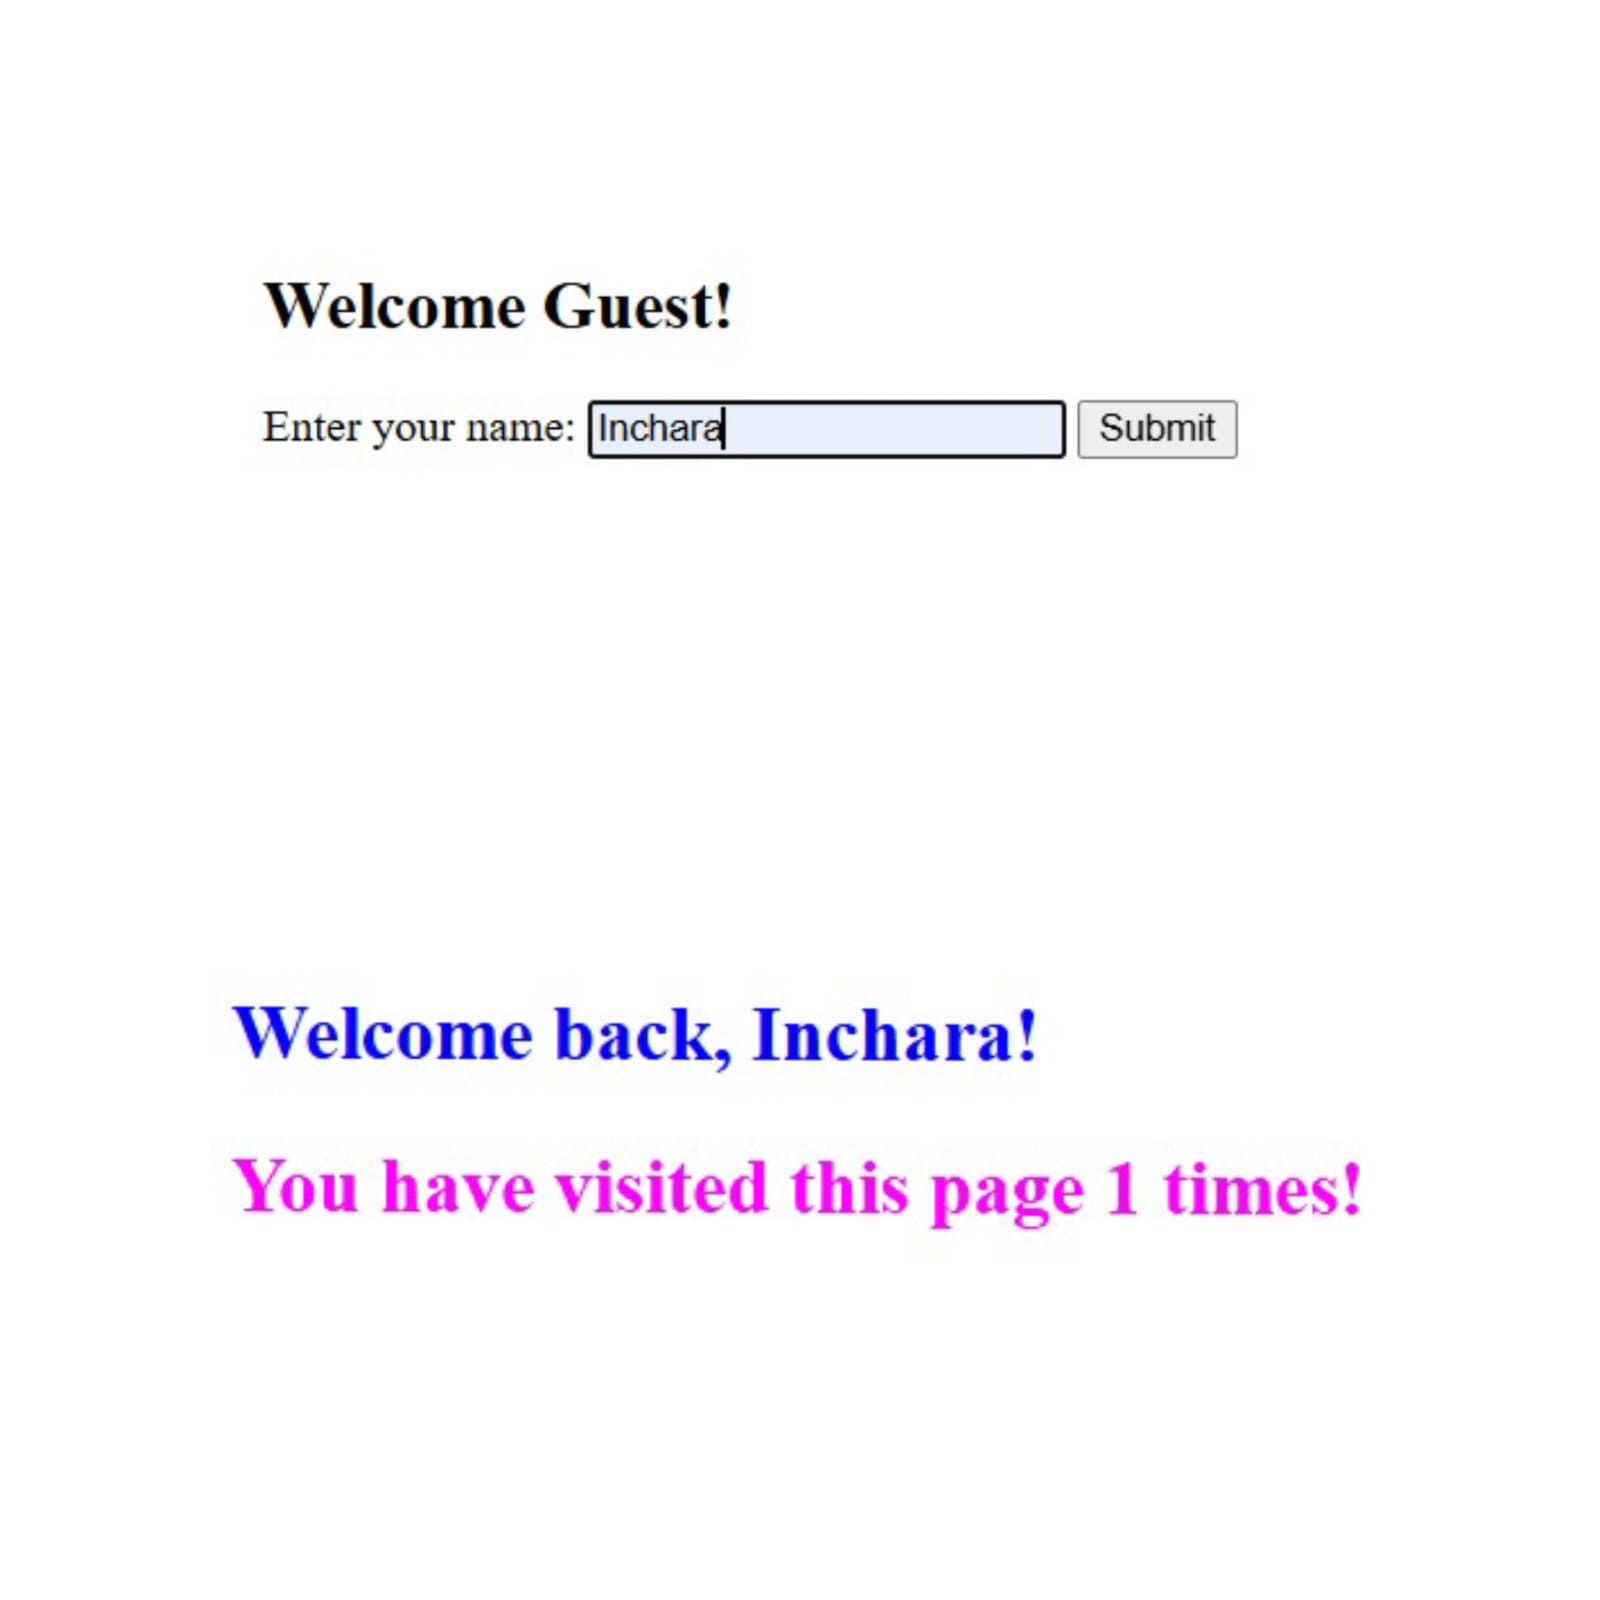 Welcome Guest!
Enter your name: Inchara Submit
Welcome back, Inchara!
You have visited this page 1 times!